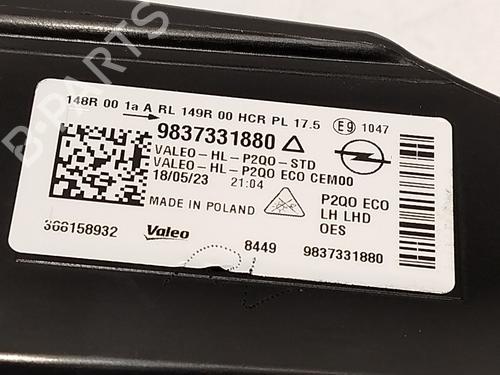 148R 00 1a A RL 149R 00 HCR PL 17.5 E9 1047
9837331880
VALEO-HL-P2QO-STD
VALEO-HL-P2QO ECO CEM00
18/05/23 21:04
MADE IN POLAND
P2QO ECO
LH LHD
OES
366158932 Valeo 8449 9837331880
B-PARTS